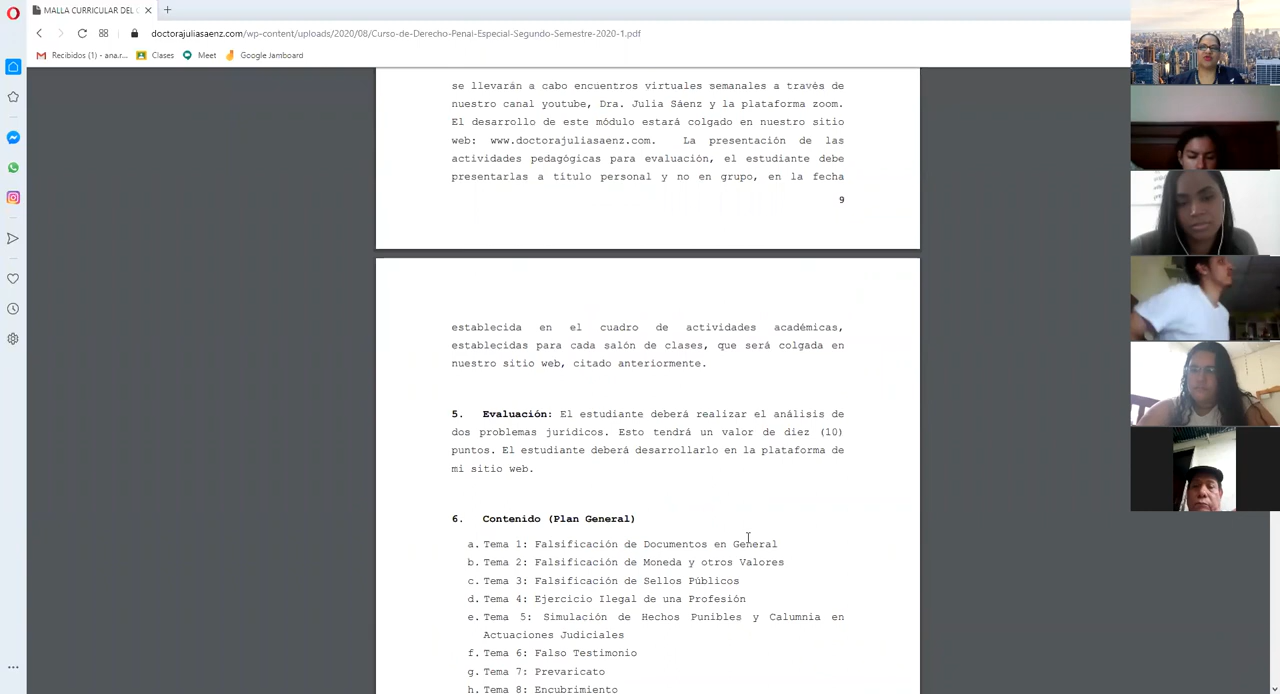 MALLA CURRICULAR DEL C
doctorajuliasaenz.com/wp-content/uploads/2020/08/Curso-de-Derecho-Penal-Especial-Segundo-Semestre-2020-1.pdf
Recibidos (1) - ana.r... Clases Meet Google Jamboard
se llevarán a cabo encuentros virtuales semanales a través de
nuestro canal youtube, Dra. Julia Sáenz y la plataforma zoom.
El desarrollo de este módulo estará colgado en nuestro sitio
web: www.doctorajuliasaenz.com. La presentación de las
actividades pedagógicas para evaluación, el estudiante debe
presentarlas a título personal y no en grupo, en la fecha
9
establecida en el cuadro de actividades académicas,
establecidas para cada salón de clases, que será colgada en
nuestro sitio web, citado anteriormente.
5. Evaluación: El estudiante deberá realizar el análisis de
dos problemas jurídicos. Esto tendrá un valor de diez (10)
puntos. El estudiante deberá desarrollarlo en la plataforma de
mi sitio web.
6. Contenido (Plan General)
a. Tema 1: Falsificación de Documentos en General
b. Tema 2: Falsificación de Moneda y otros Valores
c. Tema 3: Falsificación de Sellos Públicos
d. Tema 4: Ejercicio Ilegal de una Profesión
e. Tema 5: Simulación de Hechos Punibles y Calumnia en
Actuaciones Judiciales
f. Tema 6: Falso Testimonio
g. Tema 7: Prevaricato
h. Tema 8: Encubrimiento